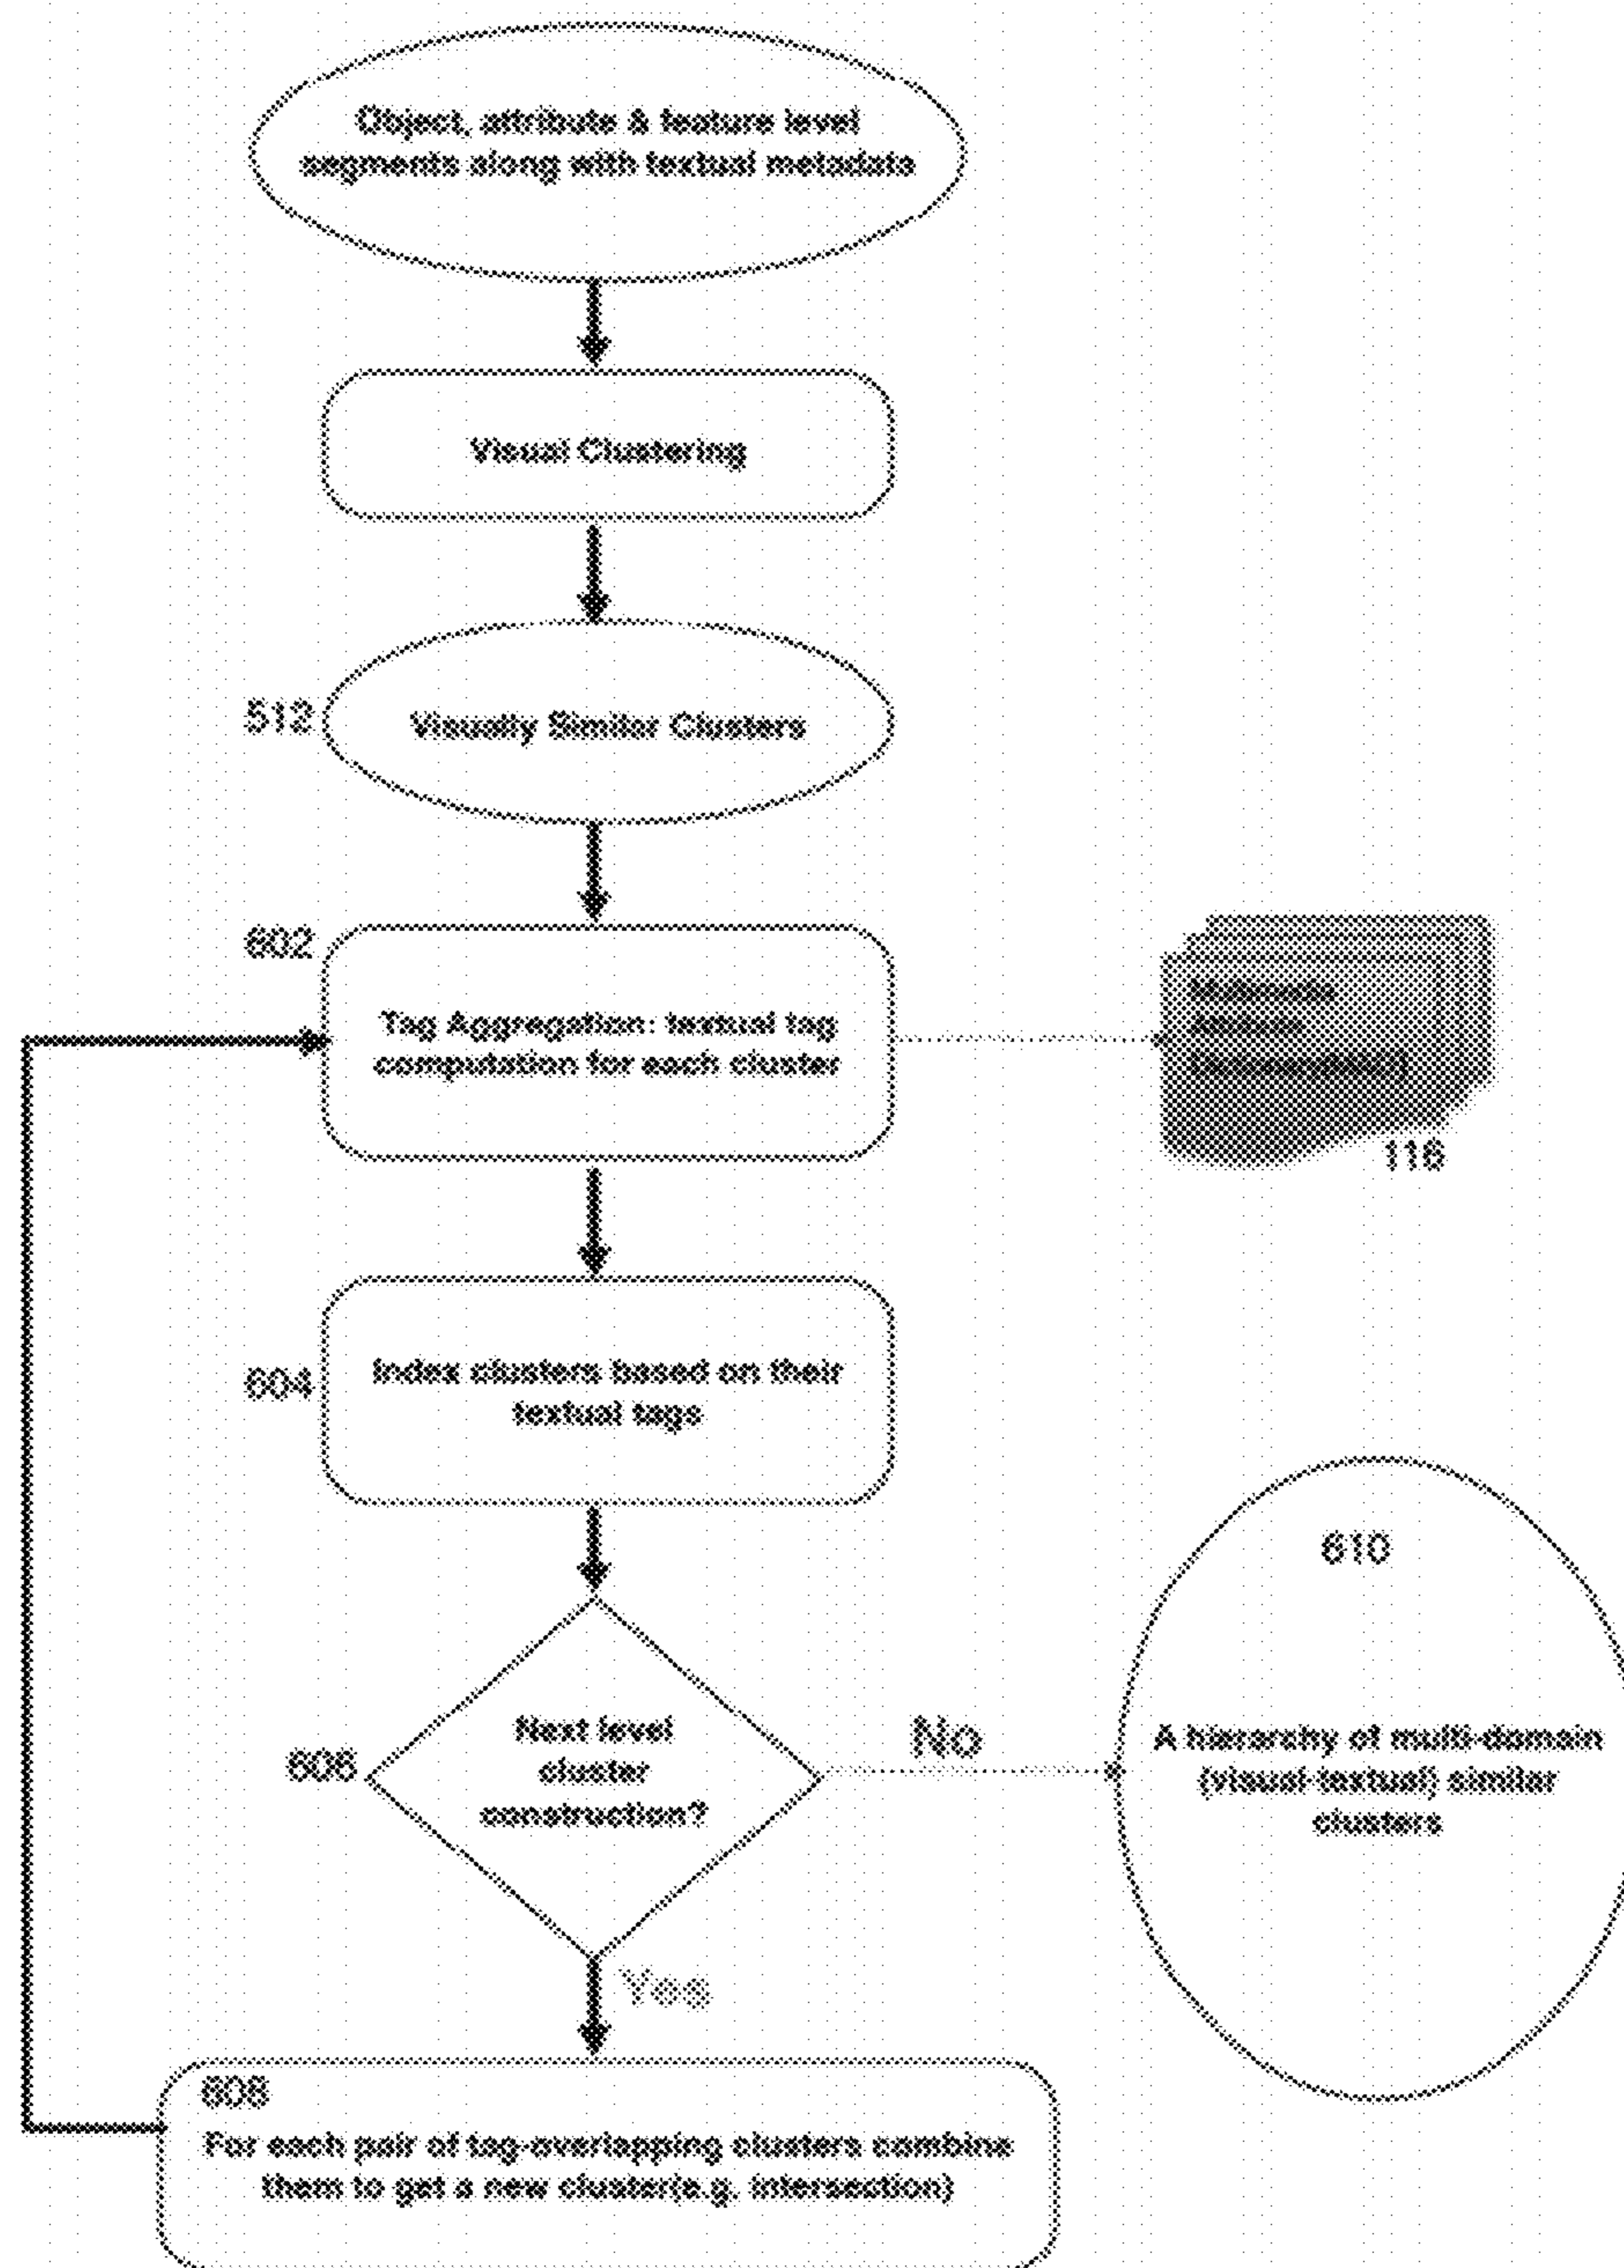 Object, attribute & feature level
segments along with textual metadata
Visual Clustering
512
Visually Similar Clusters
602
Tag Aggregation: textual tag
computation for each cluster
Attribute
116
604
Index clusters based on their
textual tags
610
606
Next level
cluster
construction?
No
A hierarchy of multi-domain
(visual-textual) similar
clusters
Yes
608
For each pair of tag-overlapping clusters combine
them to get a new cluster(e.g. intersection)